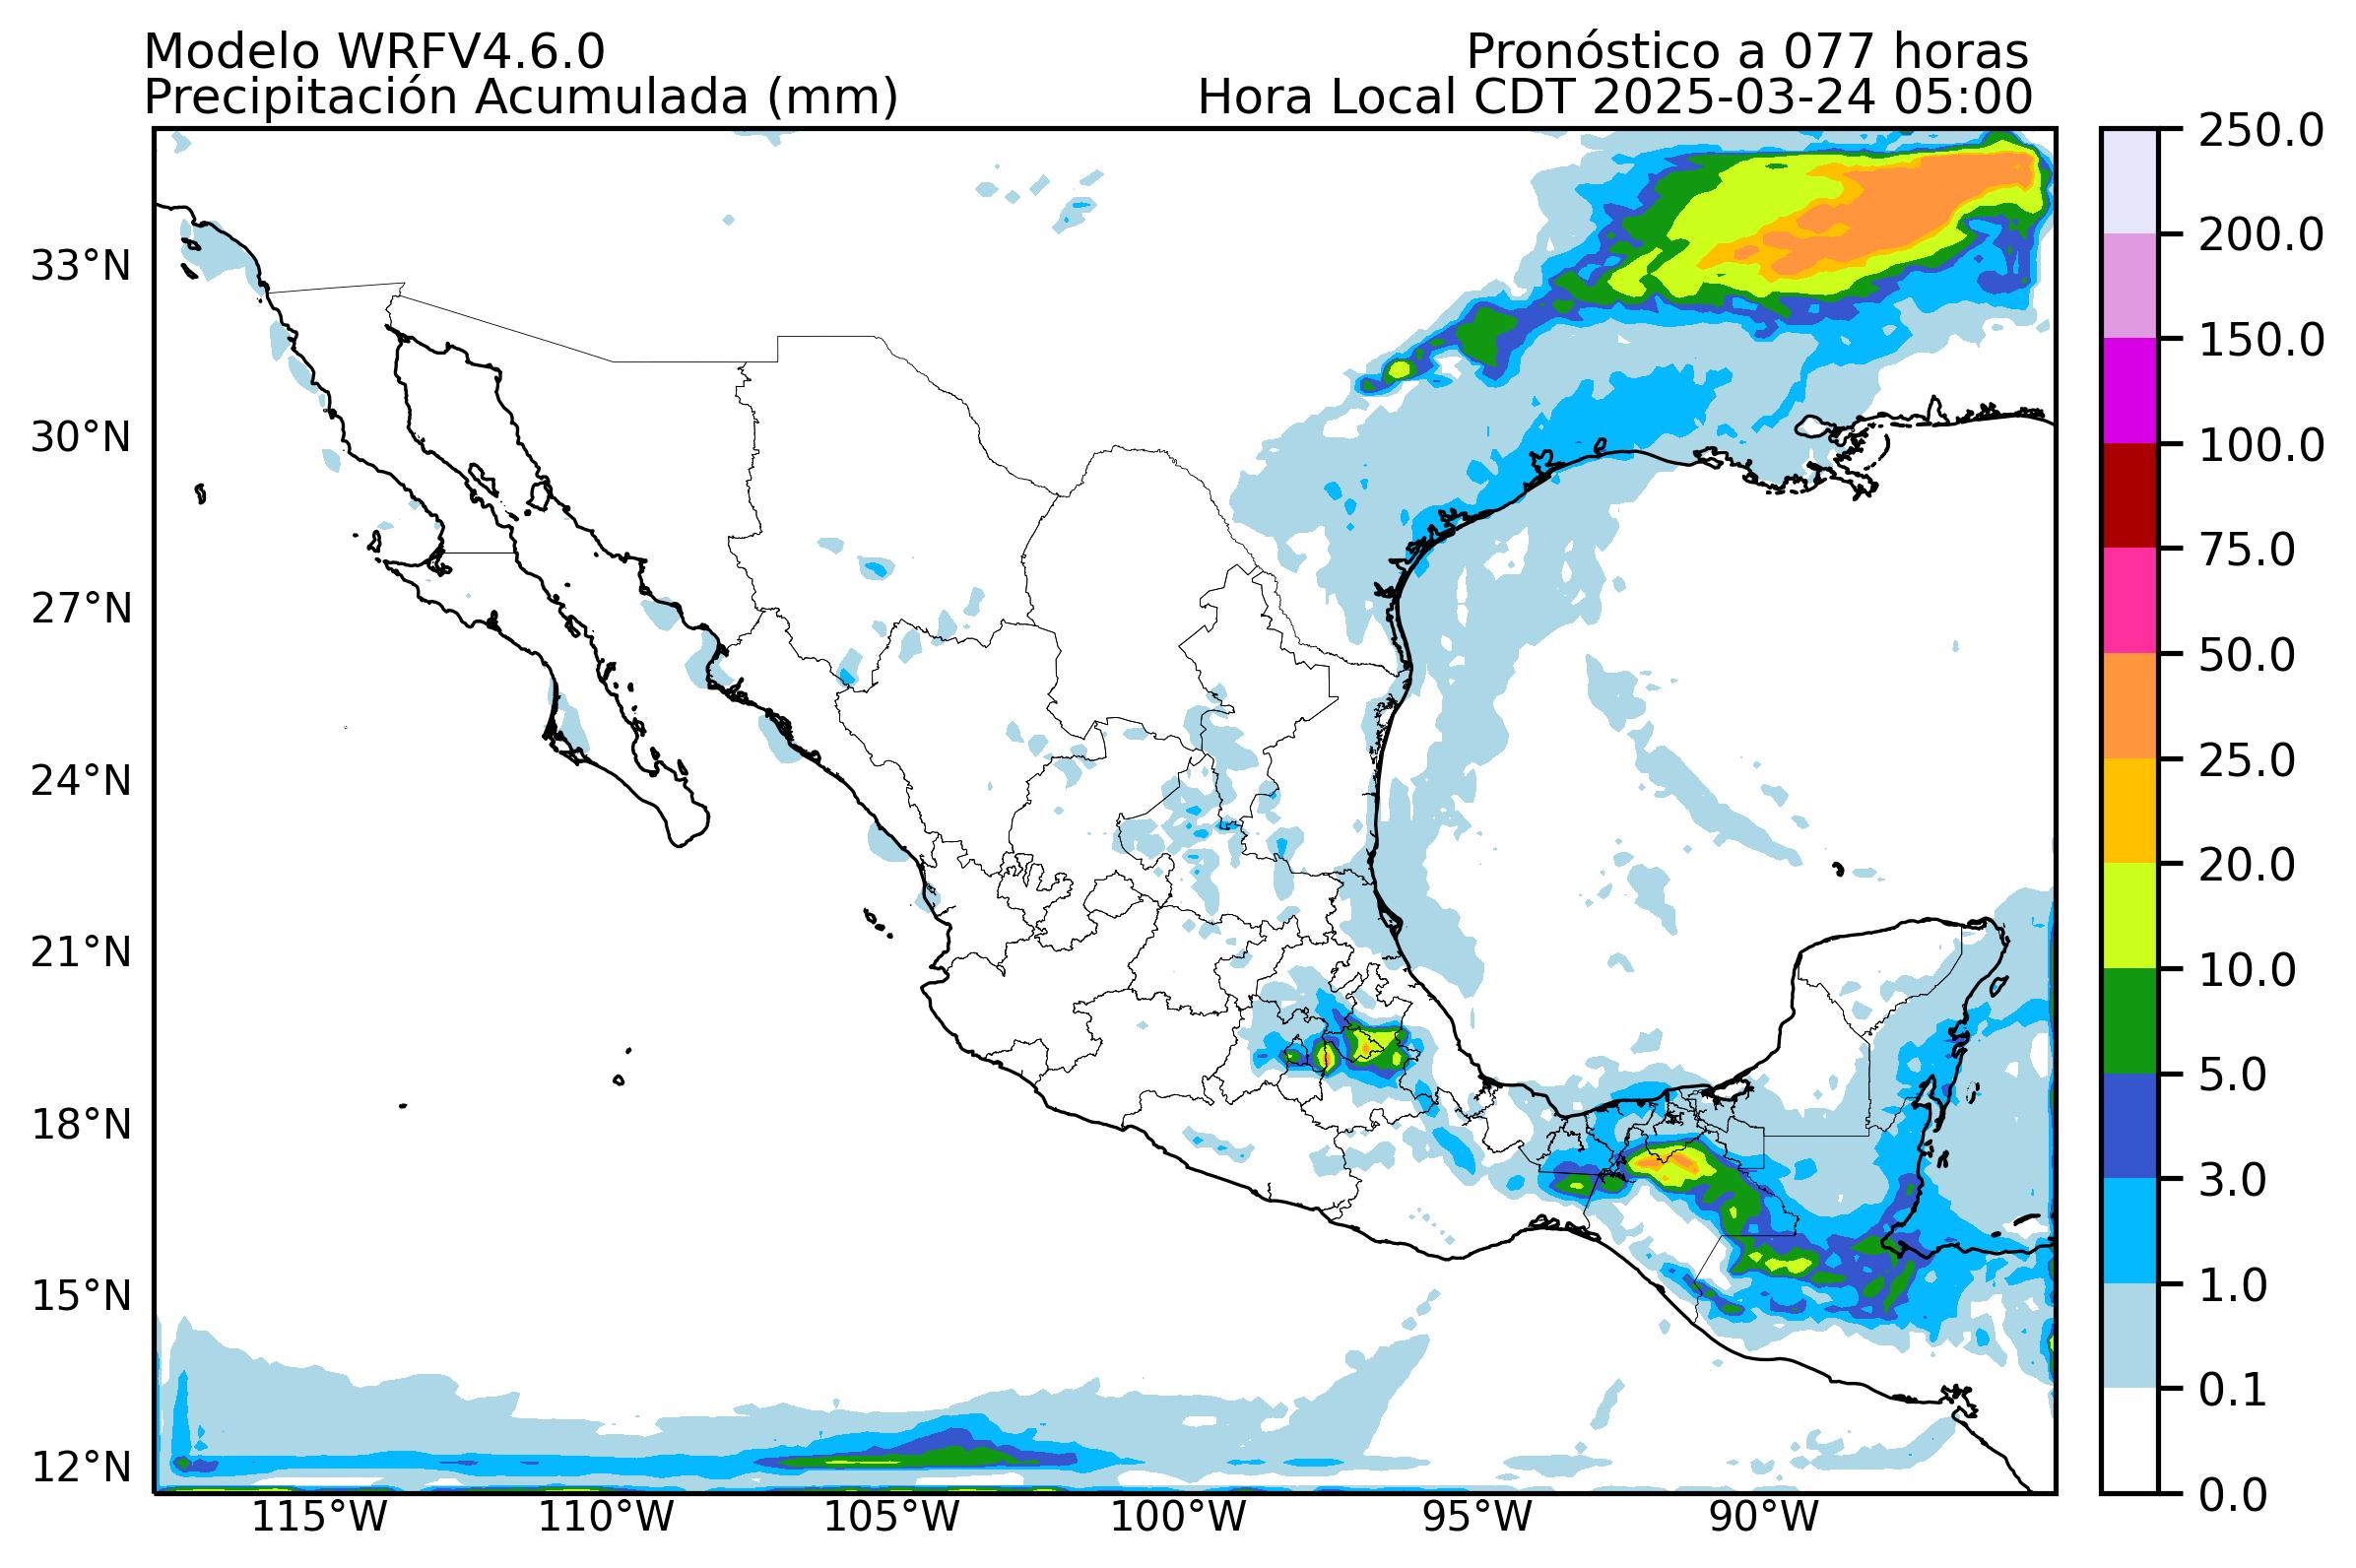 Modelo WRFV4.6.0
Pronóstico a 077 horas
Precipitación Acumulada (mm)
Hora Local CDT 2025-03-24 05:00
33°N
30°N
27°N
24°N
21°N
18°N
15°N
12°N
115°W
110°W
105°W
100°W
95°W
90°W
250.0
200.0
150.0
100.0
75.0
50.0
25.0
20.0
10.0
5.0
3.0
1.0
0.1
0.0